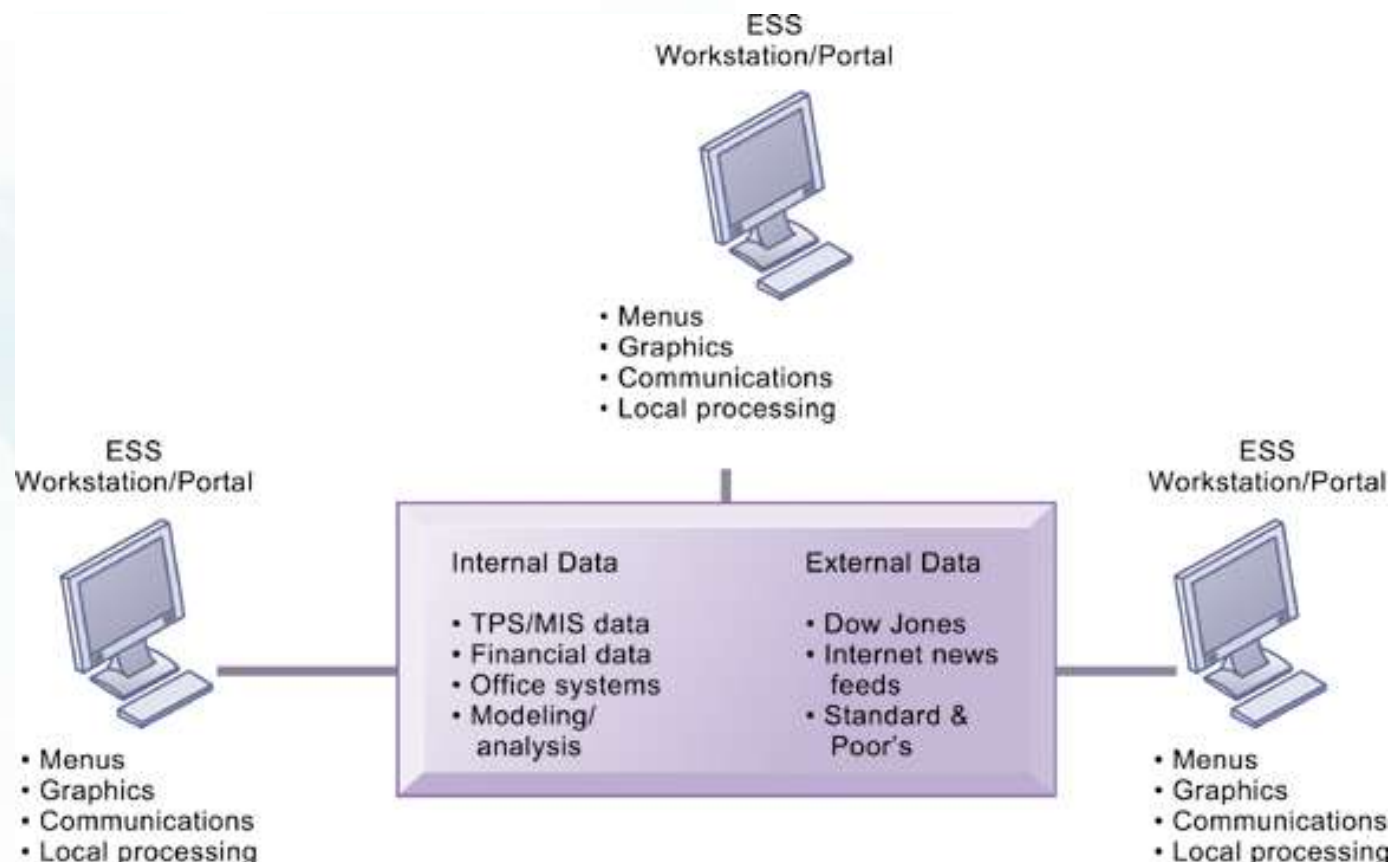 ESS
Workstation/Portal
• Menus
• Graphics
• Communications
• Local processing
ESS
Workstation/Portal
• Menus
• Graphics
• Communications
• Local processing
Internal Data
• TPS/MIS data
• Financial data
• Office systems
• Modeling/
analysis
External Data
• Dow Jones
• Internet news
feeds
• Standard &
Poor's
ESS
Workstation/Portal
• Menus
• Graphics
• Communications
• Local processing